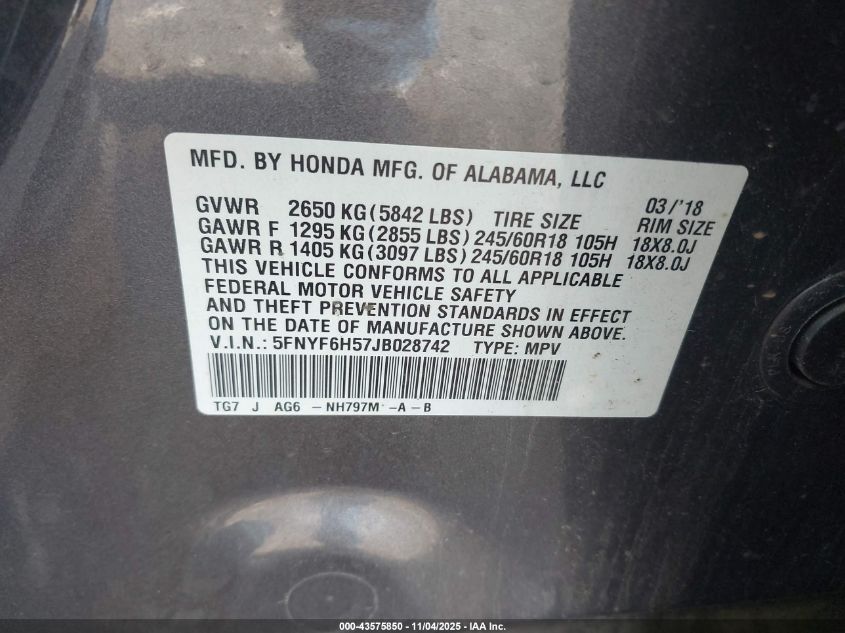 MFD. BY HONDA MFG. OF ALABAMA, LLC
03/'18
GVWR 2650 KG (5842 LBS) TIRE SIZE RIM SIZE
GAWR F 1295 KG (2855 LBS) 245/60R18 105H 18X8.0J
GAWR R 1405 KG (3097 LBS) 245/60R18 105H 18X8.0J
THIS VEHICLE CONFORMS TO ALL APPLICABLE
FEDERAL MOTOR VEHICLE SAFETY
AND THEFT PREVENTION STANDARDS IN EFFECT
ON THE DATE OF MANUFACTURE SHOWN ABOVE.
V.I.N.: 5FNYF6H57JB028742 TYPE: MPV
TG7 J AG6 -NH797M -A -B
000-43575850 - 11/04/2025 - IAA Inc.